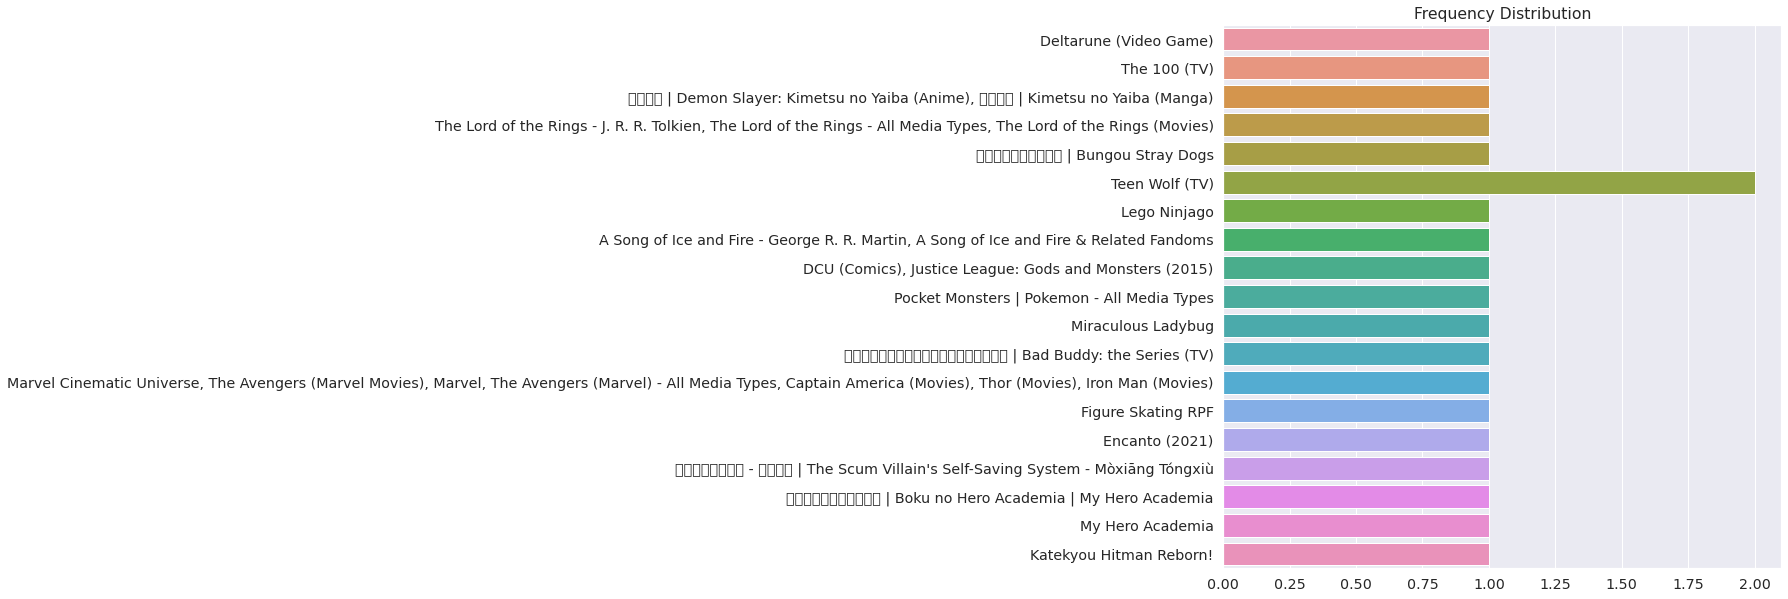 Frequency Distribution
Deltarune (Video Game)
The 100 (TV)
| Demon Slayer: Kimetsu no Yaiba (Anime), | Kimetsu no Yaiba (Manga)
The Lord of the Rings - J. R. R. Tolkien, The Lord of the Rings - All Media Types, The Lord of the Rings (Movies)
| Bungou Stray Dogs
Teen Wolf (TV)
Lego Ninjago
A Song of Ice and Fire - George R. R. Martin, A Song of Ice and Fire & Related Fandoms
DCU (Comics), Justice League: Gods and Monsters (2015)
Pocket Monsters | Pokemon - All Media Types
Miraculous Ladybug
| Bad Buddy: the Series (TV)
Marvel Cinematic Universe, The Avengers (Marvel Movies), Marvel, The Avengers (Marvel) - All Media Types, Captain America (Movies), Thor (Movies), Iron Man (Movies)
Figure Skating RPF
Encanto (2021)
- | The Scum Villain's Self-Saving System - Mòxiāng Tóngxiù
| Boku no Hero Academia | My Hero Academia
My Hero Academia
Katekyou Hitman Reborn!
0.00 0.25 0.50 0.75 1.00 1.25 1.50 1.75 2.00